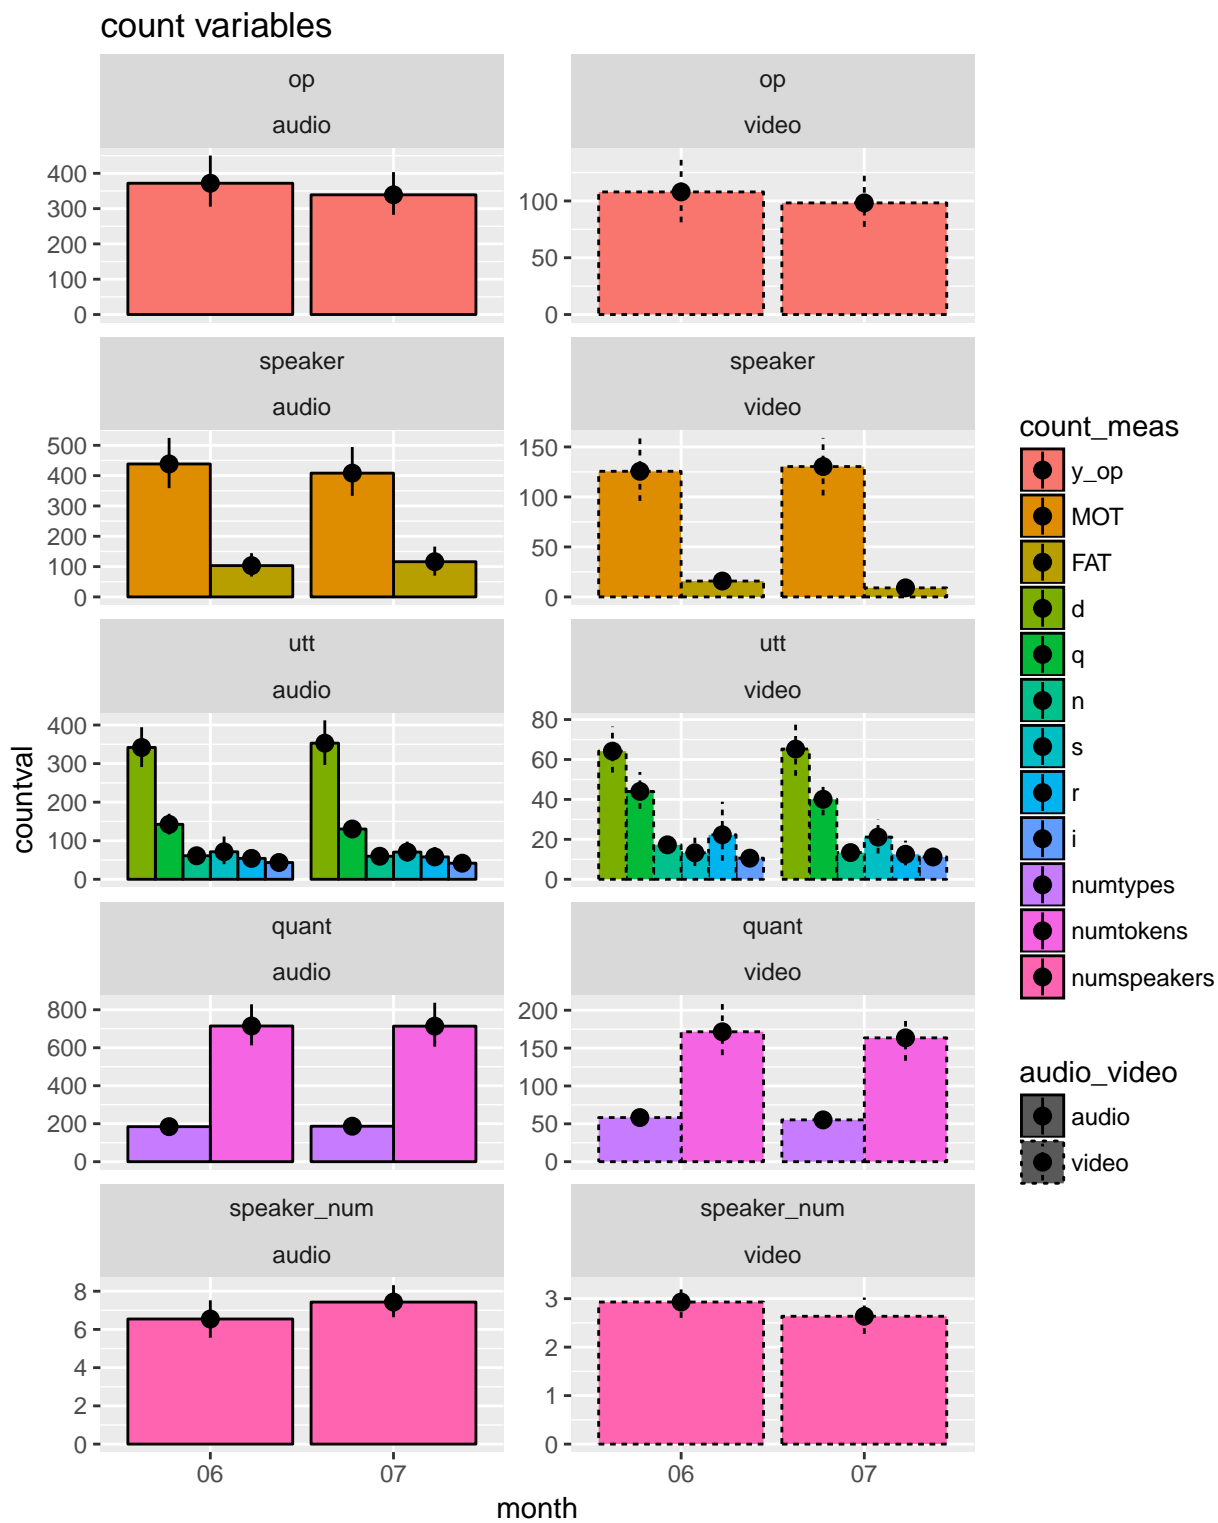 count variables
op
audio
op
video
400
300
200
100
0
100
50
0
speaker
audio
speaker
video
500
400
300
200
100
0
150
100
50
0
utt
audio
utt
video
400
300
200
100
0
80
60
40
20
0
quant
audio
quant
video
800
600
400
200
0
200
150
100
50
0
speaker_num
audio
speaker_num
video
8
6
4
2
0
3
2
1
0
06
07
06
07
month
countval
count_meas
y_op
MOT
FAT
d
q
n
s
r
i
numtypes
numtokens
numspeakers
audio_video
audio
video